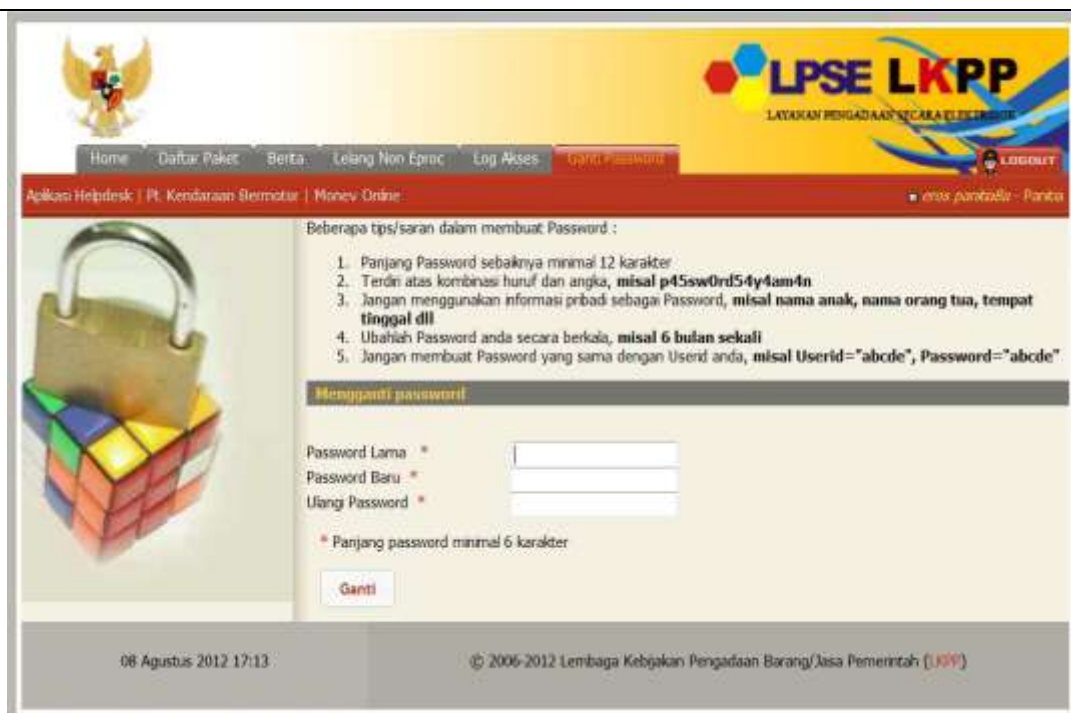 LPSE LKPP
LAYANAN PENGADAAN SECARA ELEKTRONIK
Home Daftar Paket Berita Lelang Non Eproc Log Akses Ganti Password
LOGOUT
Aplikasi Helpdesk | Pt. Kendaraan Bermotor | Monev Online
- Panitia
Beberapa tips/saran dalam membuat Password :
1. Panjang Password sebaiknya minimal 12 karakter
2. Terdiri atas kombinasi huruf dan angka, misal p45sw0rd54y4am4n
3. Jangan menggunakan informasi pribadi sebagai Password, misal nama anak, nama orang tua, tempat
tinggal dll
4. Ubahlah Password anda secara berkala, misal 6 bulan sekali
5. Jangan membuat Password yang sama dengan Userid anda, misal Userid="abcde", Password="abcde"
Mengganti password
Password Lama *
Password Baru *
Ulangi Password *
* Panjang password minimal 6 karakter
Ganti
08 Agustus 2012 17:13
© 2006-2012 Lembaga Kebijakan Pengadaan Barang/Jasa Pemerintah (LKPP)